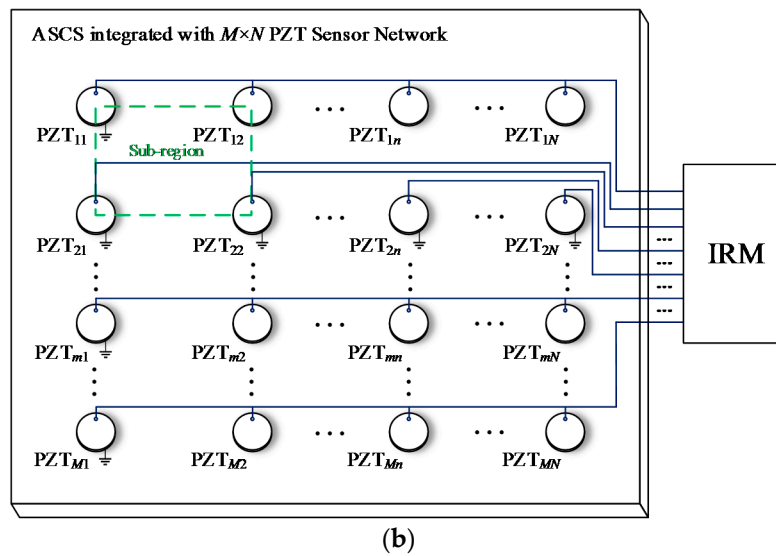 ASCS integrated with M×N PZT Sensor Network
PZT11 PZT12 PZT1n PZT1N
Sub-region
PZT21 PZT22 PZT2n PZT2N
IRM
PZTm1 PZTm2 PZTmn PZTmN
PZTM1 PZTM2 PZTMn PZTMN
(b)